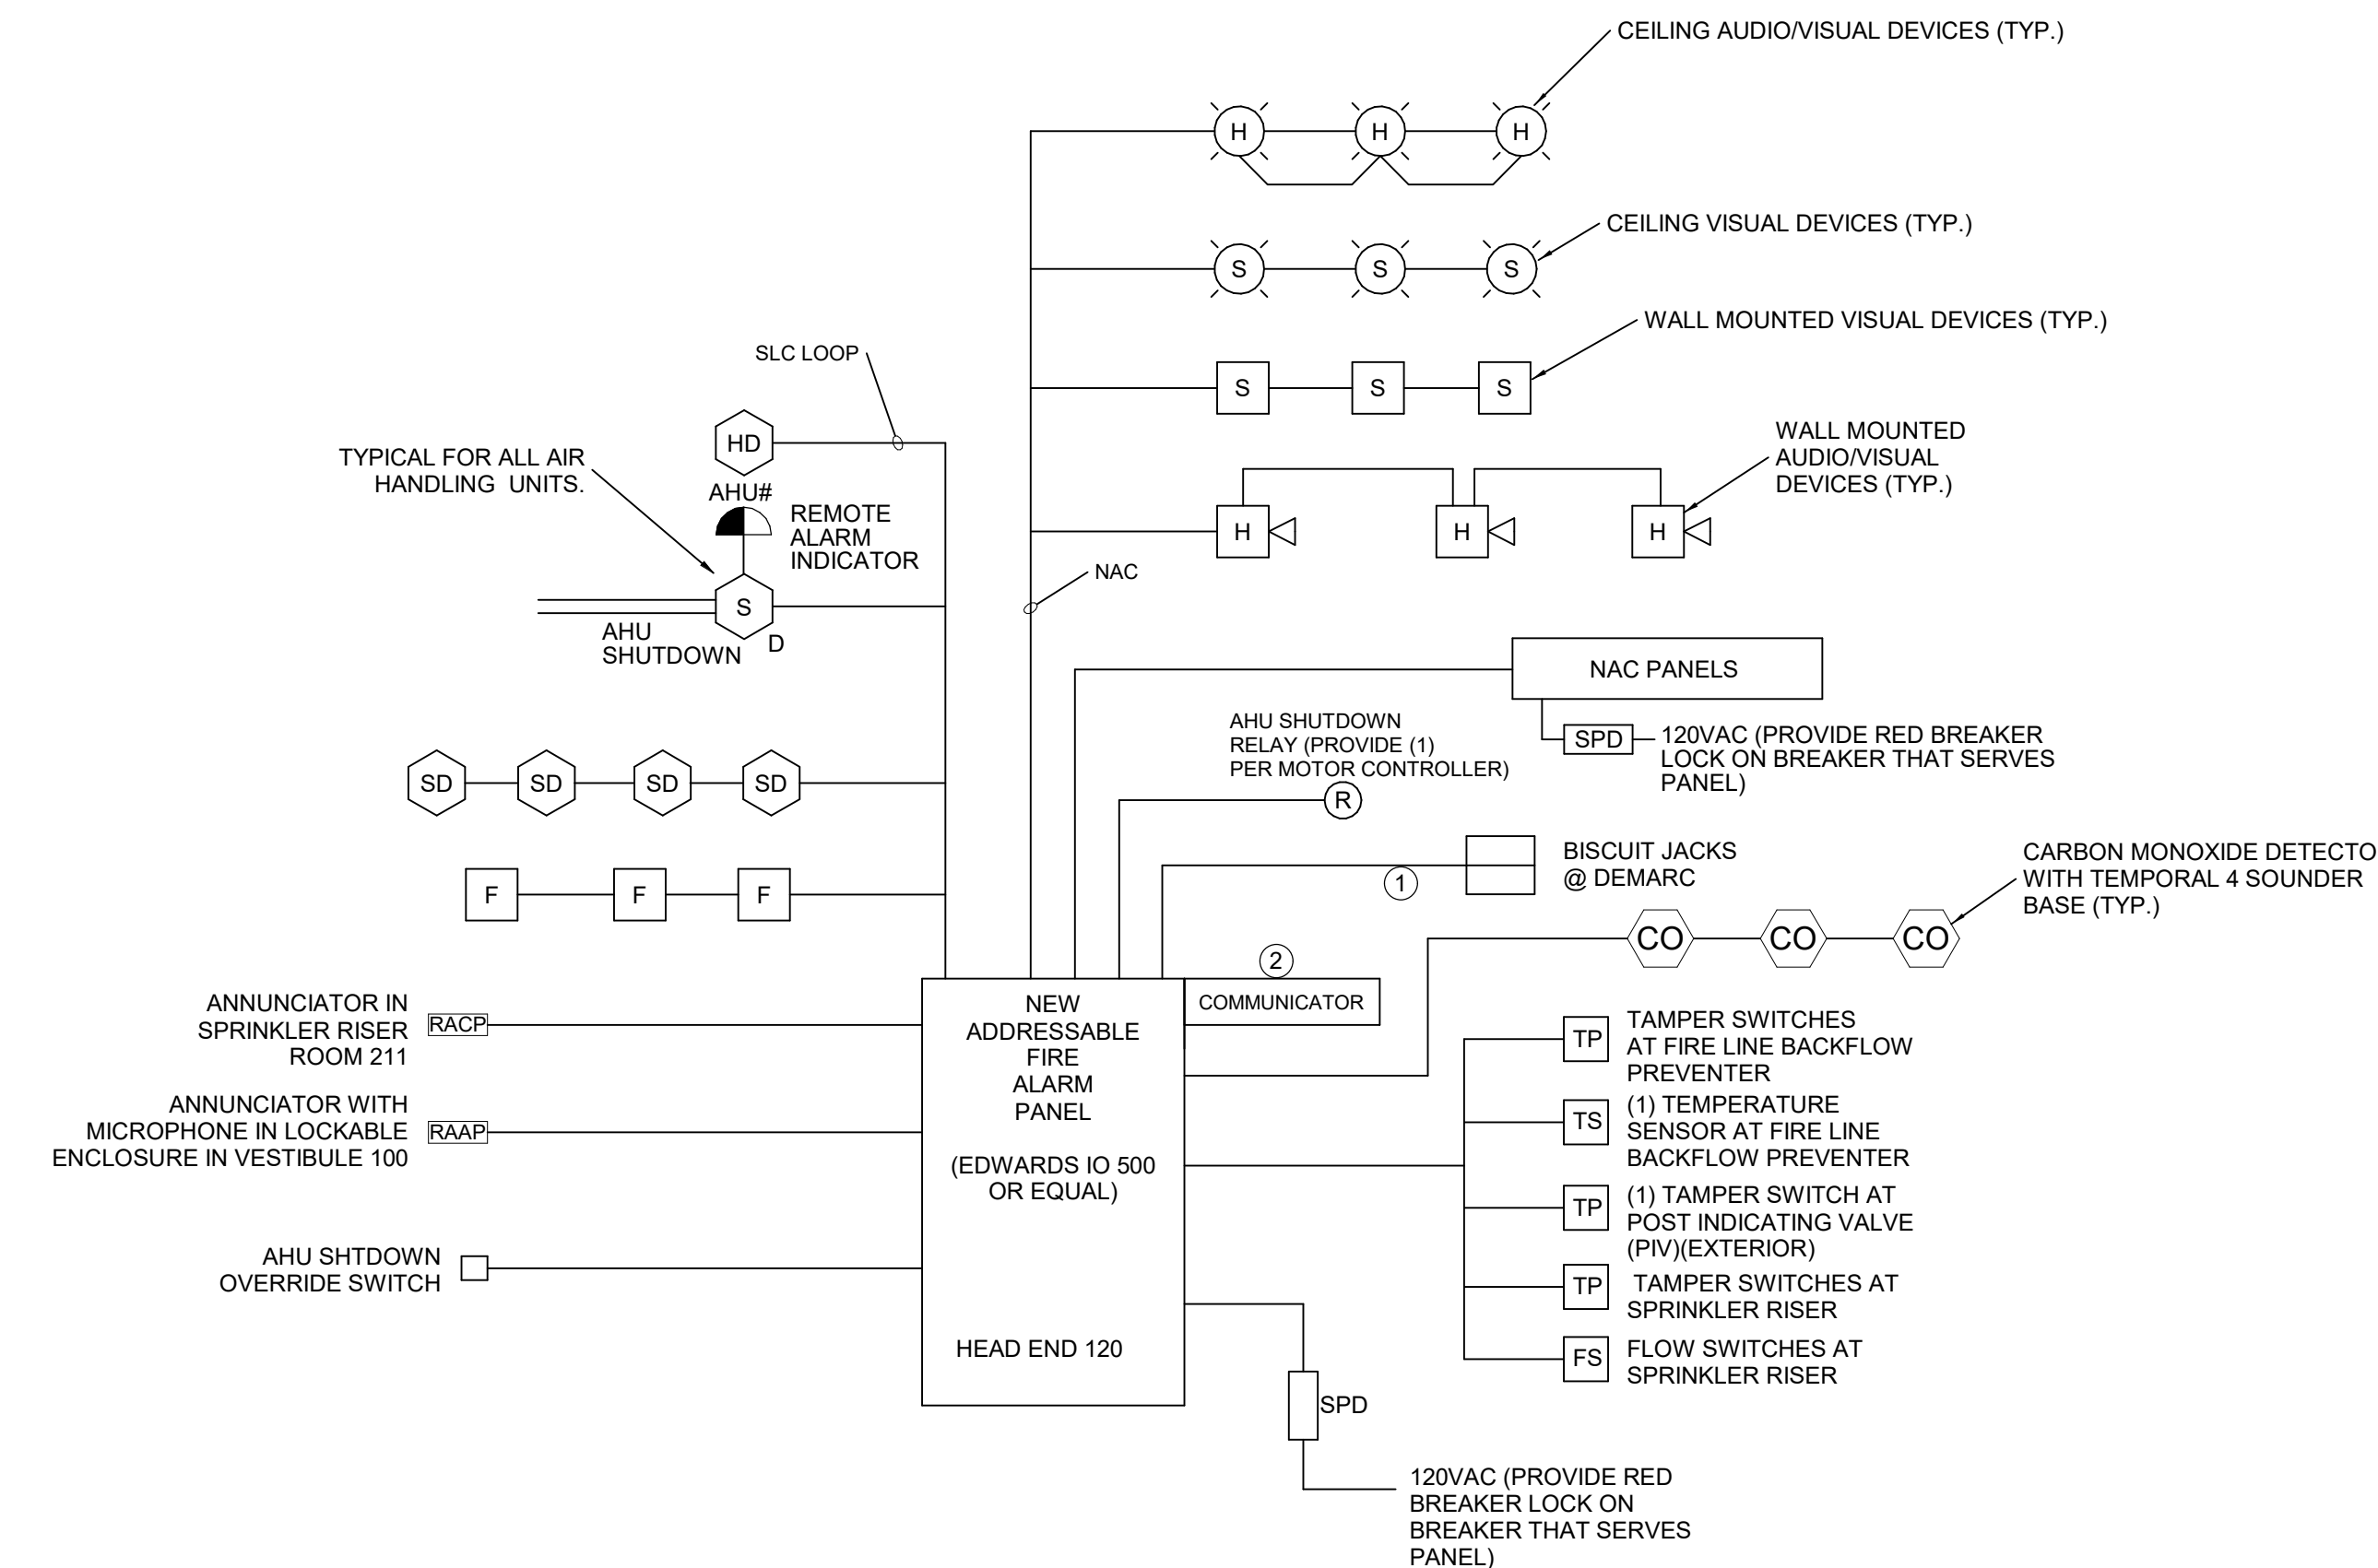 CEILING AUDIO/VISUAL DEVICES (TYP.)
H
H
H
CEILING VISUAL DEVICES (TYP.)
S
S
S
WALL MOUNTED VISUAL DEVICES (TYP.)
S
S
S
WALL MOUNTED
AUDIO/VISUAL
DEVICES (TYP.)
H
H
H
SLC LOOP
HD
TYPICAL FOR ALL AIR
HANDLING UNITS.
AHU#
REMOTE
ALARM
INDICATOR
S
D
AHU
SHUTDOWN
NAC
NAC PANELS
SPD
120VAC (PROVIDE RED BREAKER
LOCK ON BREAKER THAT SERVES
PANEL)
AHU SHUTDOWN
RELAY (PROVIDE (1)
PER MOTOR CONTROLLER)
R
SD
SD
SD
SD
F
F
F
1
BISCUIT JACKS
@ DEMARC
CARBON MONOXIDE DETECTO
WITH TEMPORAL 4 SOUNDER
BASE (TYP.)
CO
CO
CO
2
COMMUNICATOR
NEW
ADDRESSABLE
FIRE
ALARM
PANEL
(EDWARDS IO 500
OR EQUAL)
HEAD END 120
ANNUNCIATOR IN
SPRINKLER RISER
ROOM 211
RACP
ANNUNCIATOR WITH
MICROPHONE IN LOCKABLE
ENCLOSURE IN VESTIBULE 100
RAAP
AHU SHTDOWN
OVERRIDE SWITCH
TP
TAMPER SWITCHES
AT FIRE LINE BACKFLOW
PREVENTER
TS
(1) TEMPERATURE
SENSOR AT FIRE LINE
BACKFLOW PREVENTER
TP
(1) TAMPER SWITCH AT
POST INDICATING VALVE
(PIV)(EXTERIOR)
TP
TAMPER SWITCHES AT
SPRINKLER RISER
FS
FLOW SWITCHES AT
SPRINKLER RISER
SPD
120VAC (PROVIDE RED
BREAKER LOCK ON
BREAKER THAT SERVES
PANEL)